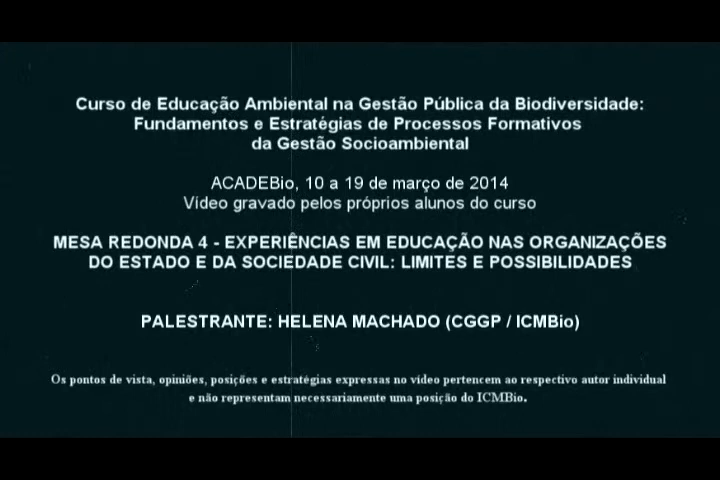 Curso de Educação Ambiental na Gestão Pública da Biodiversidade:
Fundamentos e Estratégias de Processos Formativos
da Gestão Socioambiental
ACADEBio, 10 a 19 de março de 2014
Vídeo gravado pelos próprios alunos do curso
MESA REDONDA 4 - EXPERIÊNCIAS EM EDUCAÇÃO NAS ORGANIZAÇÕES
DO ESTADO E DA SOCIEDADE CIVIL: LIMITES E POSSIBILIDADES
PALESTRANTE: HELENA MACHADO (CGGP / ICMBio)
Os pontos de vista, opiniões, posições e estratégias expressas no vídeo pertencem ao respectivo autor individual
e não representam necessariamente uma posição do ICMBio.